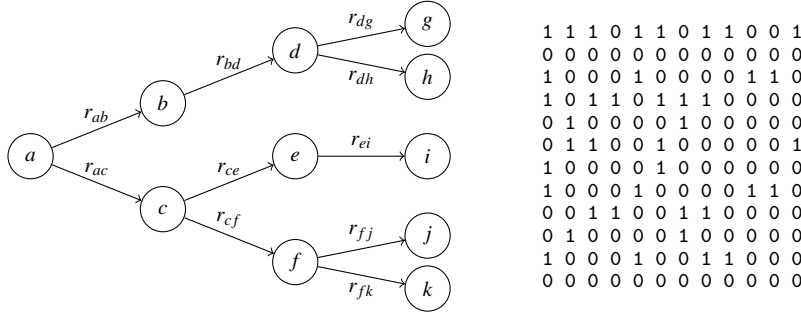 r_dg
g
r_bd
d
r_dh
h
r_ab
b
a
r_ac
r_ce
e
r_ei
i
c
r_cf
r_fj
j
f
r_fk
k
1 1 1 0 1 1 0 1 1 0 0 1
0 0 0 0 0 0 0 0 0 0 0 0
1 0 0 0 1 0 0 0 0 1 1 0
1 0 1 1 0 1 1 1 0 0 0 0
0 1 0 0 0 0 1 0 0 0 0 0
0 1 1 0 0 1 0 0 0 0 0 1
1 0 0 0 0 1 0 0 0 0 0 0
1 0 0 0 1 0 0 0 0 1 1 0
0 0 1 1 0 0 1 1 0 0 0 0
0 1 0 0 0 0 1 0 0 0 0 0
1 0 0 0 1 0 0 1 1 0 0 0
0 0 0 0 0 0 0 0 0 0 0 0